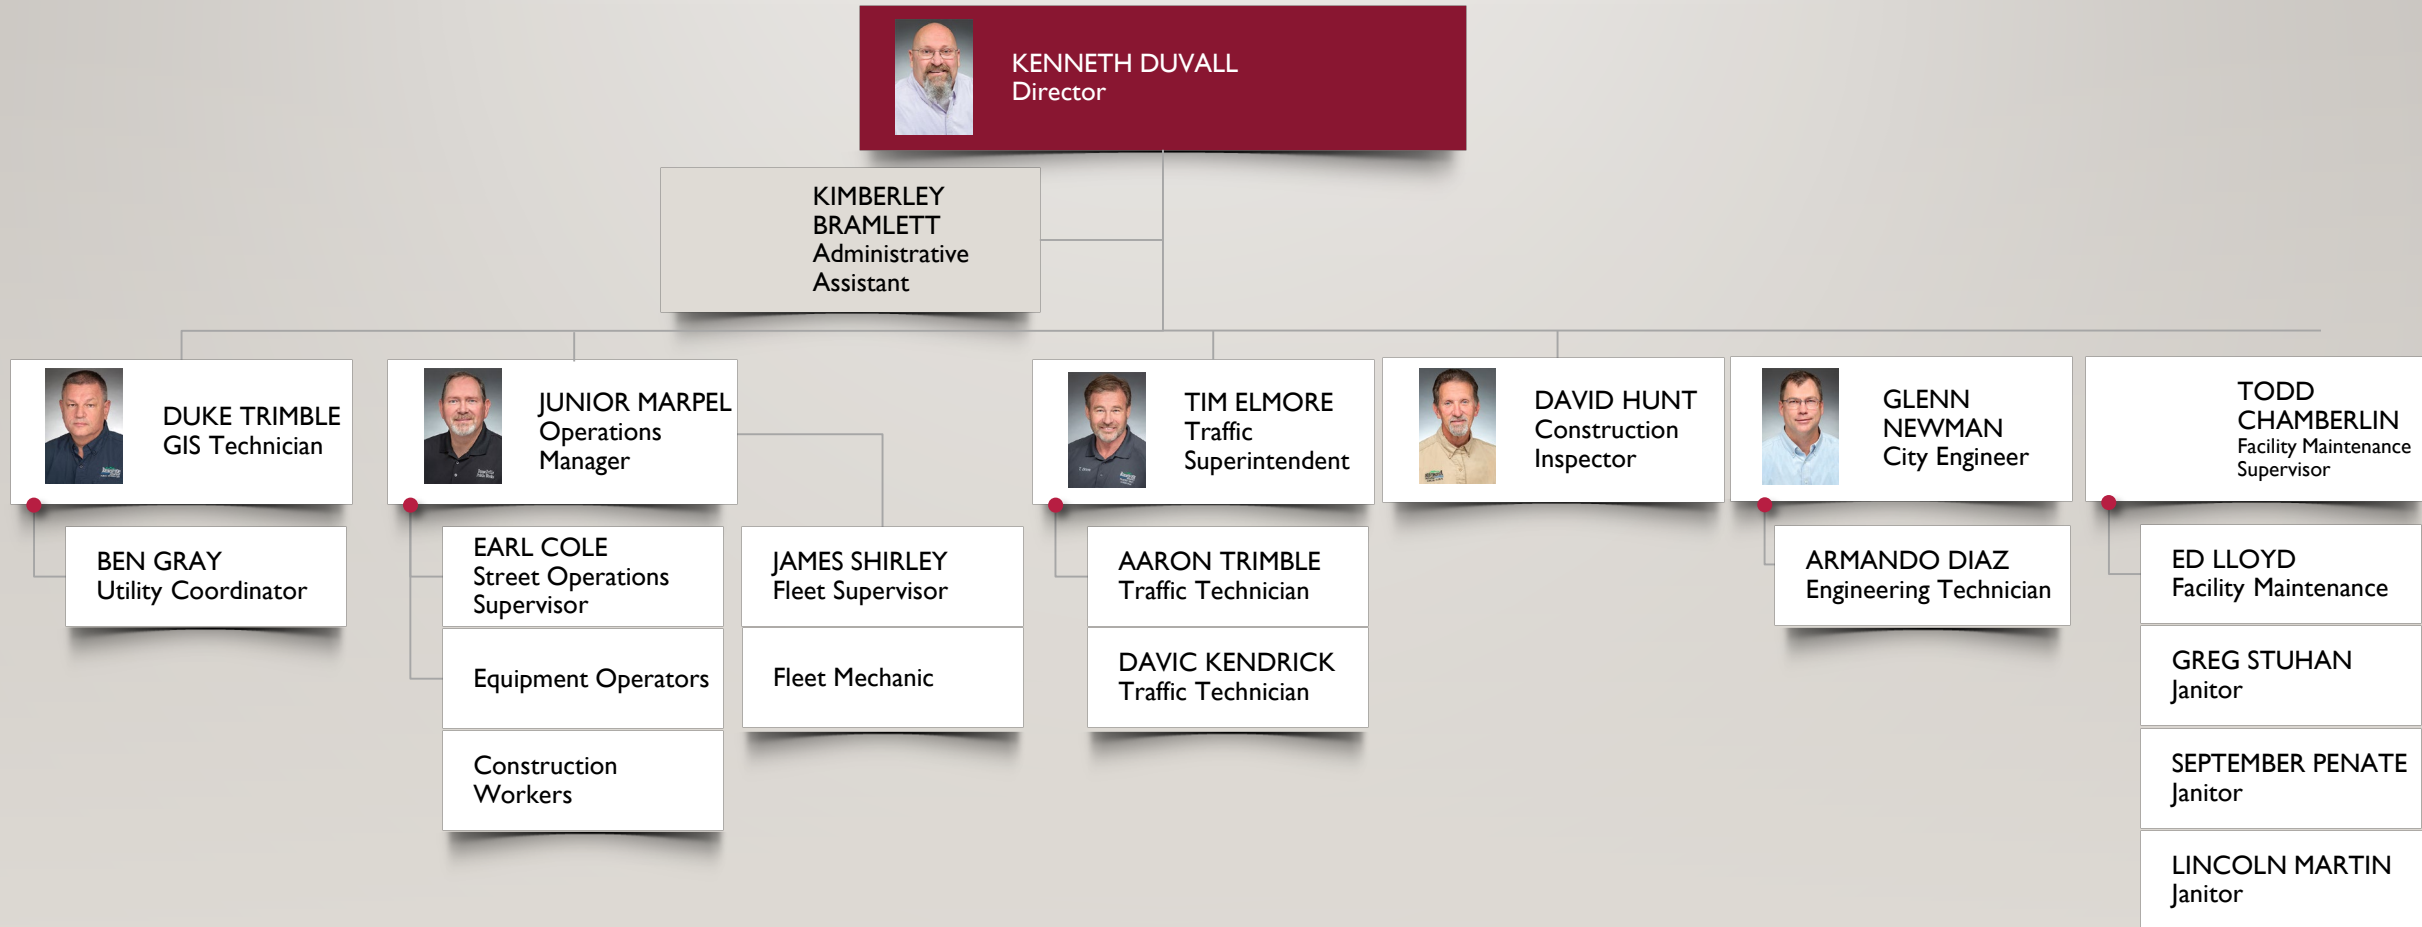 KENNETH DUVALL
Director
KIMBERLEY
BRAMLETT
Administrative
Assistant
DUKE TRIMBLE
GIS Technician
JUNIOR MARPEL
Operations
Manager
TIM ELMORE
Traffic
Superintendent
DAVID HUNT
Construction
Inspector
GLENN
NEWMAN
City Engineer
TODD
CHAMBERLIN
Facility Maintenance
Supervisor
BEN GRAY
Utility Coordinator
EARL COLE
Street Operations
Supervisor
Equipment Operators
Construction
Workers
JAMES SHIRLEY
Fleet Supervisor
Fleet Mechanic
AARON TRIMBLE
Traffic Technician
DAVIC KENDRICK
Traffic Technician
ARMANDO DIAZ
Engineering Technician
ED LLOYD
Facility Maintenance
GREG STUHAN
Janitor
SEPTEMBER PENATE
Janitor
LINCOLN MARTIN
Janitor